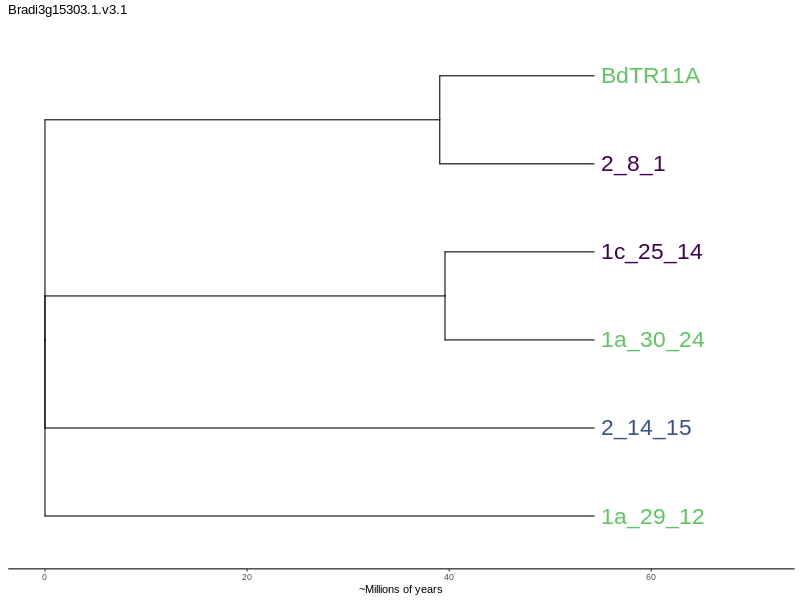 Bradi3g15303.1.v3.1
BdTR11A
2_8_1
1c_25_14
1a_30_24
2_14_15
1a_29_12
0 20 40 60
~Millions of years